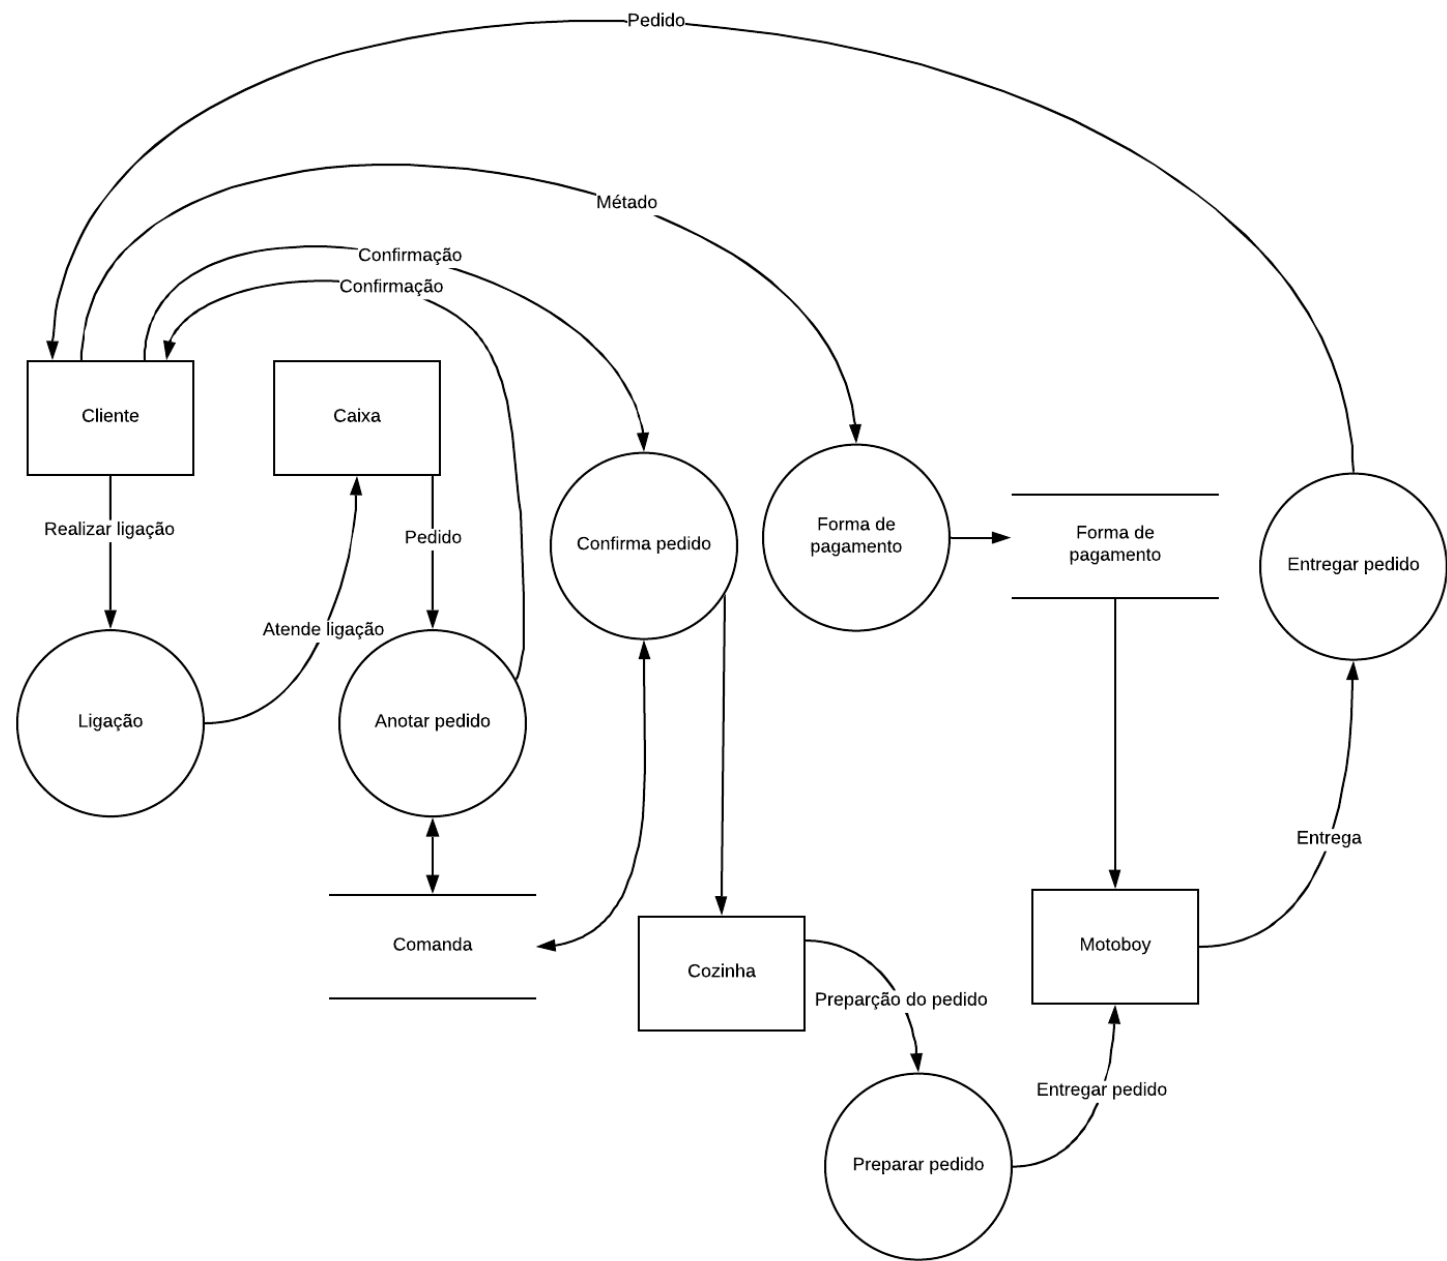 Pedido
Métado
Confirmação
Confirmação
Cliente
Caixa
Realizar ligação
Pedido
Confirma pedido
Forma de
pagamento
Forma de
pagamento
Entregar pedido
Atende ligação
Ligação
Anotar pedido
Entrega
Comanda
Cozinha
Motoboy
Preparção do pedido
Entregar pedido
Preparar pedido